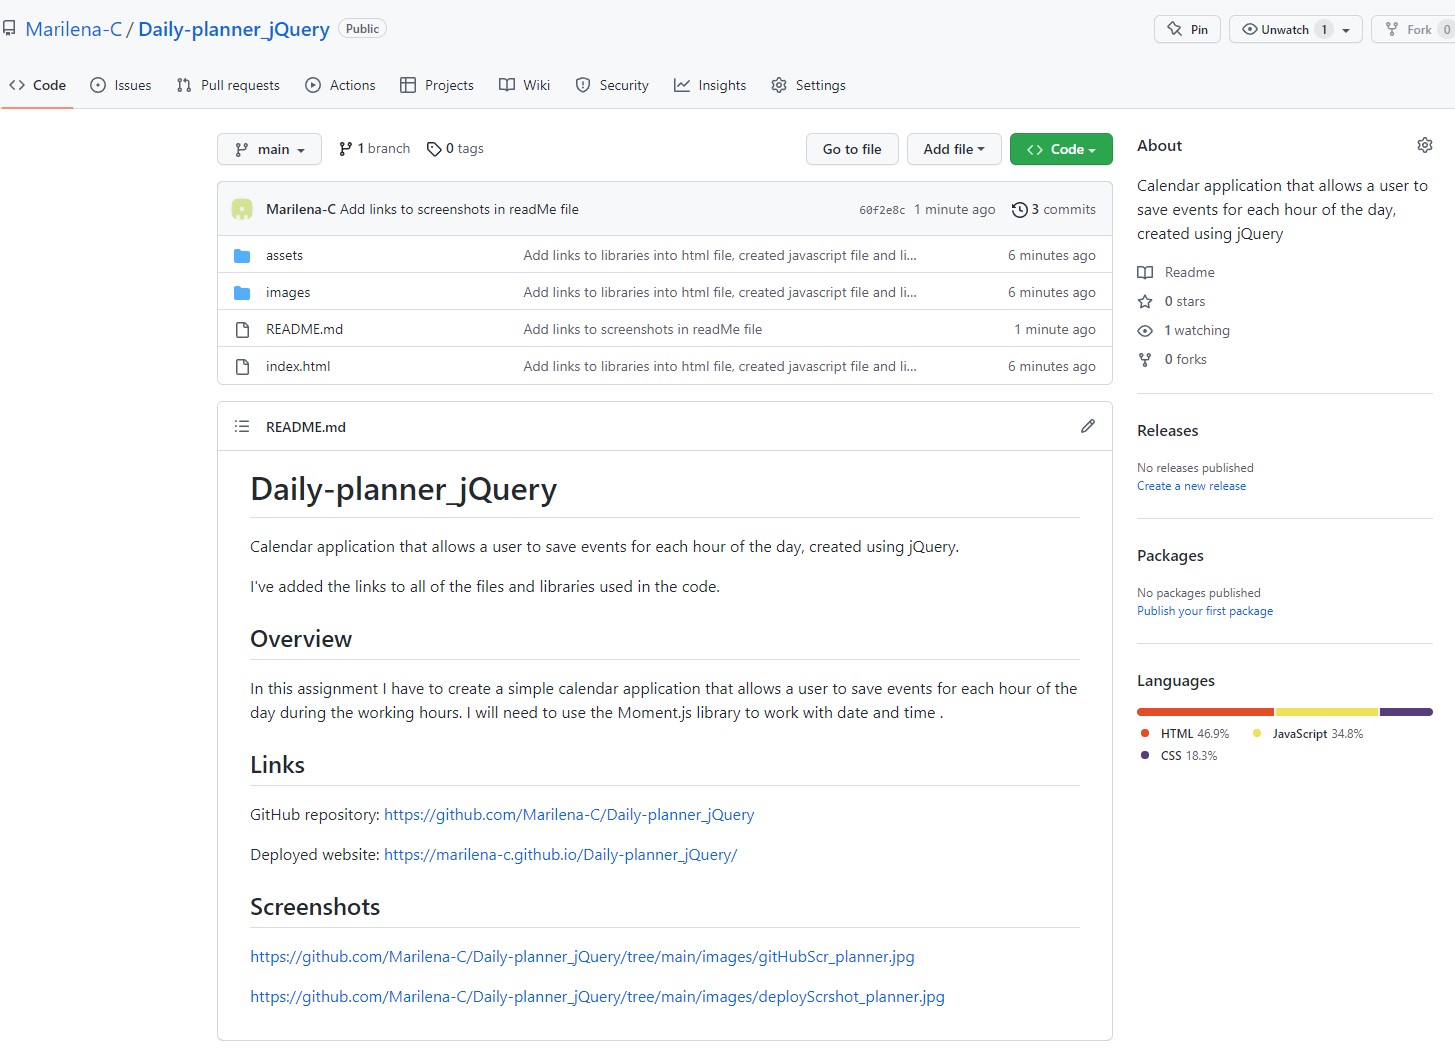 Marilena-C / Daily-planner_jQuery Public
Pin Unwatch 1 Fork 0
Code Issues Pull requests Actions Projects Wiki Security Insights Settings
main 1 branch 0 tags Go to file Add file Code
Marilena-C Add links to screenshots in readMe file 60f2e8c 1 minute ago 3 commits
assets Add links to libraries into html file, created javascript file and li... 6 minutes ago
images Add links to libraries into html file, created javascript file and li... 6 minutes ago
README.md Add links to screenshots in readMe file 1 minute ago
index.html Add links to libraries into html file, created javascript file and li... 6 minutes ago
README.md
Daily-planner_jQuery
Calendar application that allows a user to save events for each hour of the day, created using jQuery.
I've added the links to all of the files and libraries used in the code.
Overview
In this assignment I have to create a simple calendar application that allows a user to save events for each hour of the
day during the working hours. I will need to use the Moment.js library to work with date and time .
Links
GitHub repository: https://github.com/Marilena-C/Daily-planner_jQuery
Deployed website: https://marilena-c.github.io/Daily-planner_jQuery/
Screenshots
https://github.com/Marilena-C/Daily-planner_jQuery/tree/main/images/gitHubScr_planner.jpg
https://github.com/Marilena-C/Daily-planner_jQuery/tree/main/images/deployScrshot_planner.jpg
About
Calendar application that allows a user to
save events for each hour of the day,
created using jQuery
Readme
0 stars
1 watching
0 forks
Releases
No releases published
Create a new release
Packages
No packages published
Publish your first package
Languages
HTML 46.9% JavaScript 34.8%
CSS 18.3%